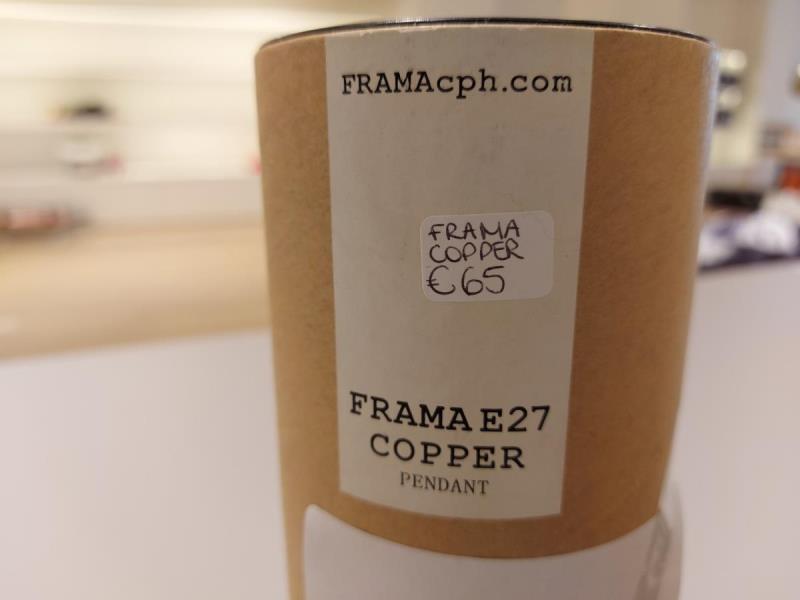 FRAMAcph.com
FRAMA
COPPER
€65
FRAMA E27
COPPER
PENDANT